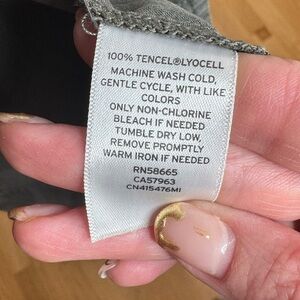 100% TENCEL®LYOCELL
MACHINE WASH COLD,
GENTLE CYCLE, WITH LIKE
COLORS
ONLY NON-CHLORINE
BLEACH IF NEEDED
TUMBLE DRY LOW,
REMOVE PROMPTLY
WARM IRON IF NEEDED
RN58665
CA57963
CN415476MI